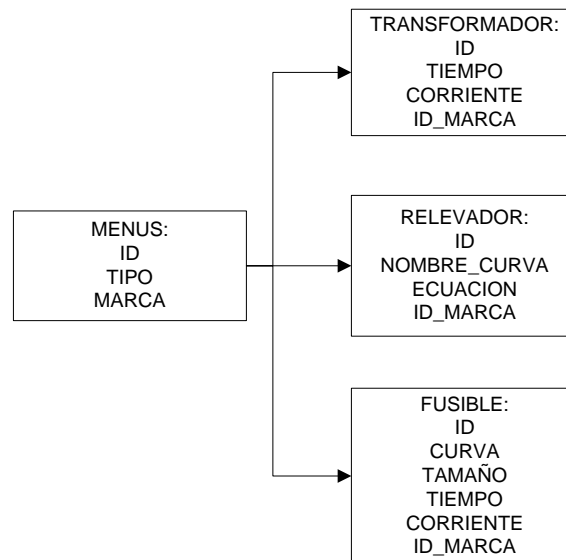 TRANSFORMADOR:
ID
TIEMPO
CORRIENTE
ID_MARCA
MENUS:
ID
TIPO
MARCA
RELEVADOR:
ID
NOMBRE_CURVA
ECUACION
ID_MARCA
FUSIBLE:
ID
CURVA
TAMAÑO
TIEMPO
CORRIENTE
ID_MARCA